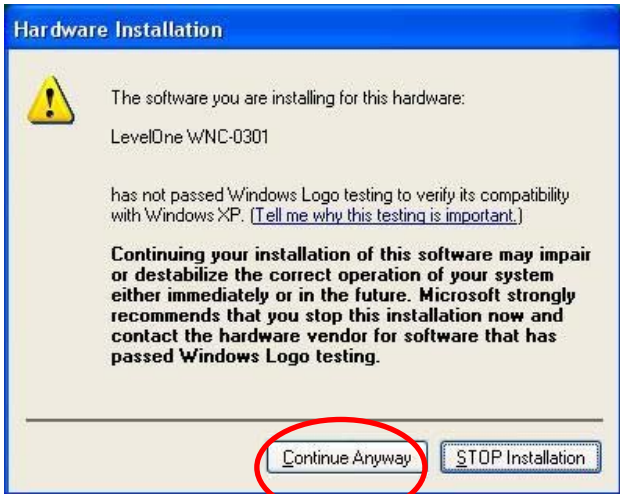 Hardware Installation
The software you are installing for this hardware:
LevelOne WNC-0301
has not passed Windows Logo testing to verify its compatibility
with Windows XP. (Tell me why this testing is important.)
Continuing your installation of this software may impair
or destabilize the correct operation of your system
either immediately or in the future. Microsoft strongly
recommends that you stop this installation now and
contact the hardware vendor for software that has
passed Windows Logo testing.
Continue Anyway STOP Installation